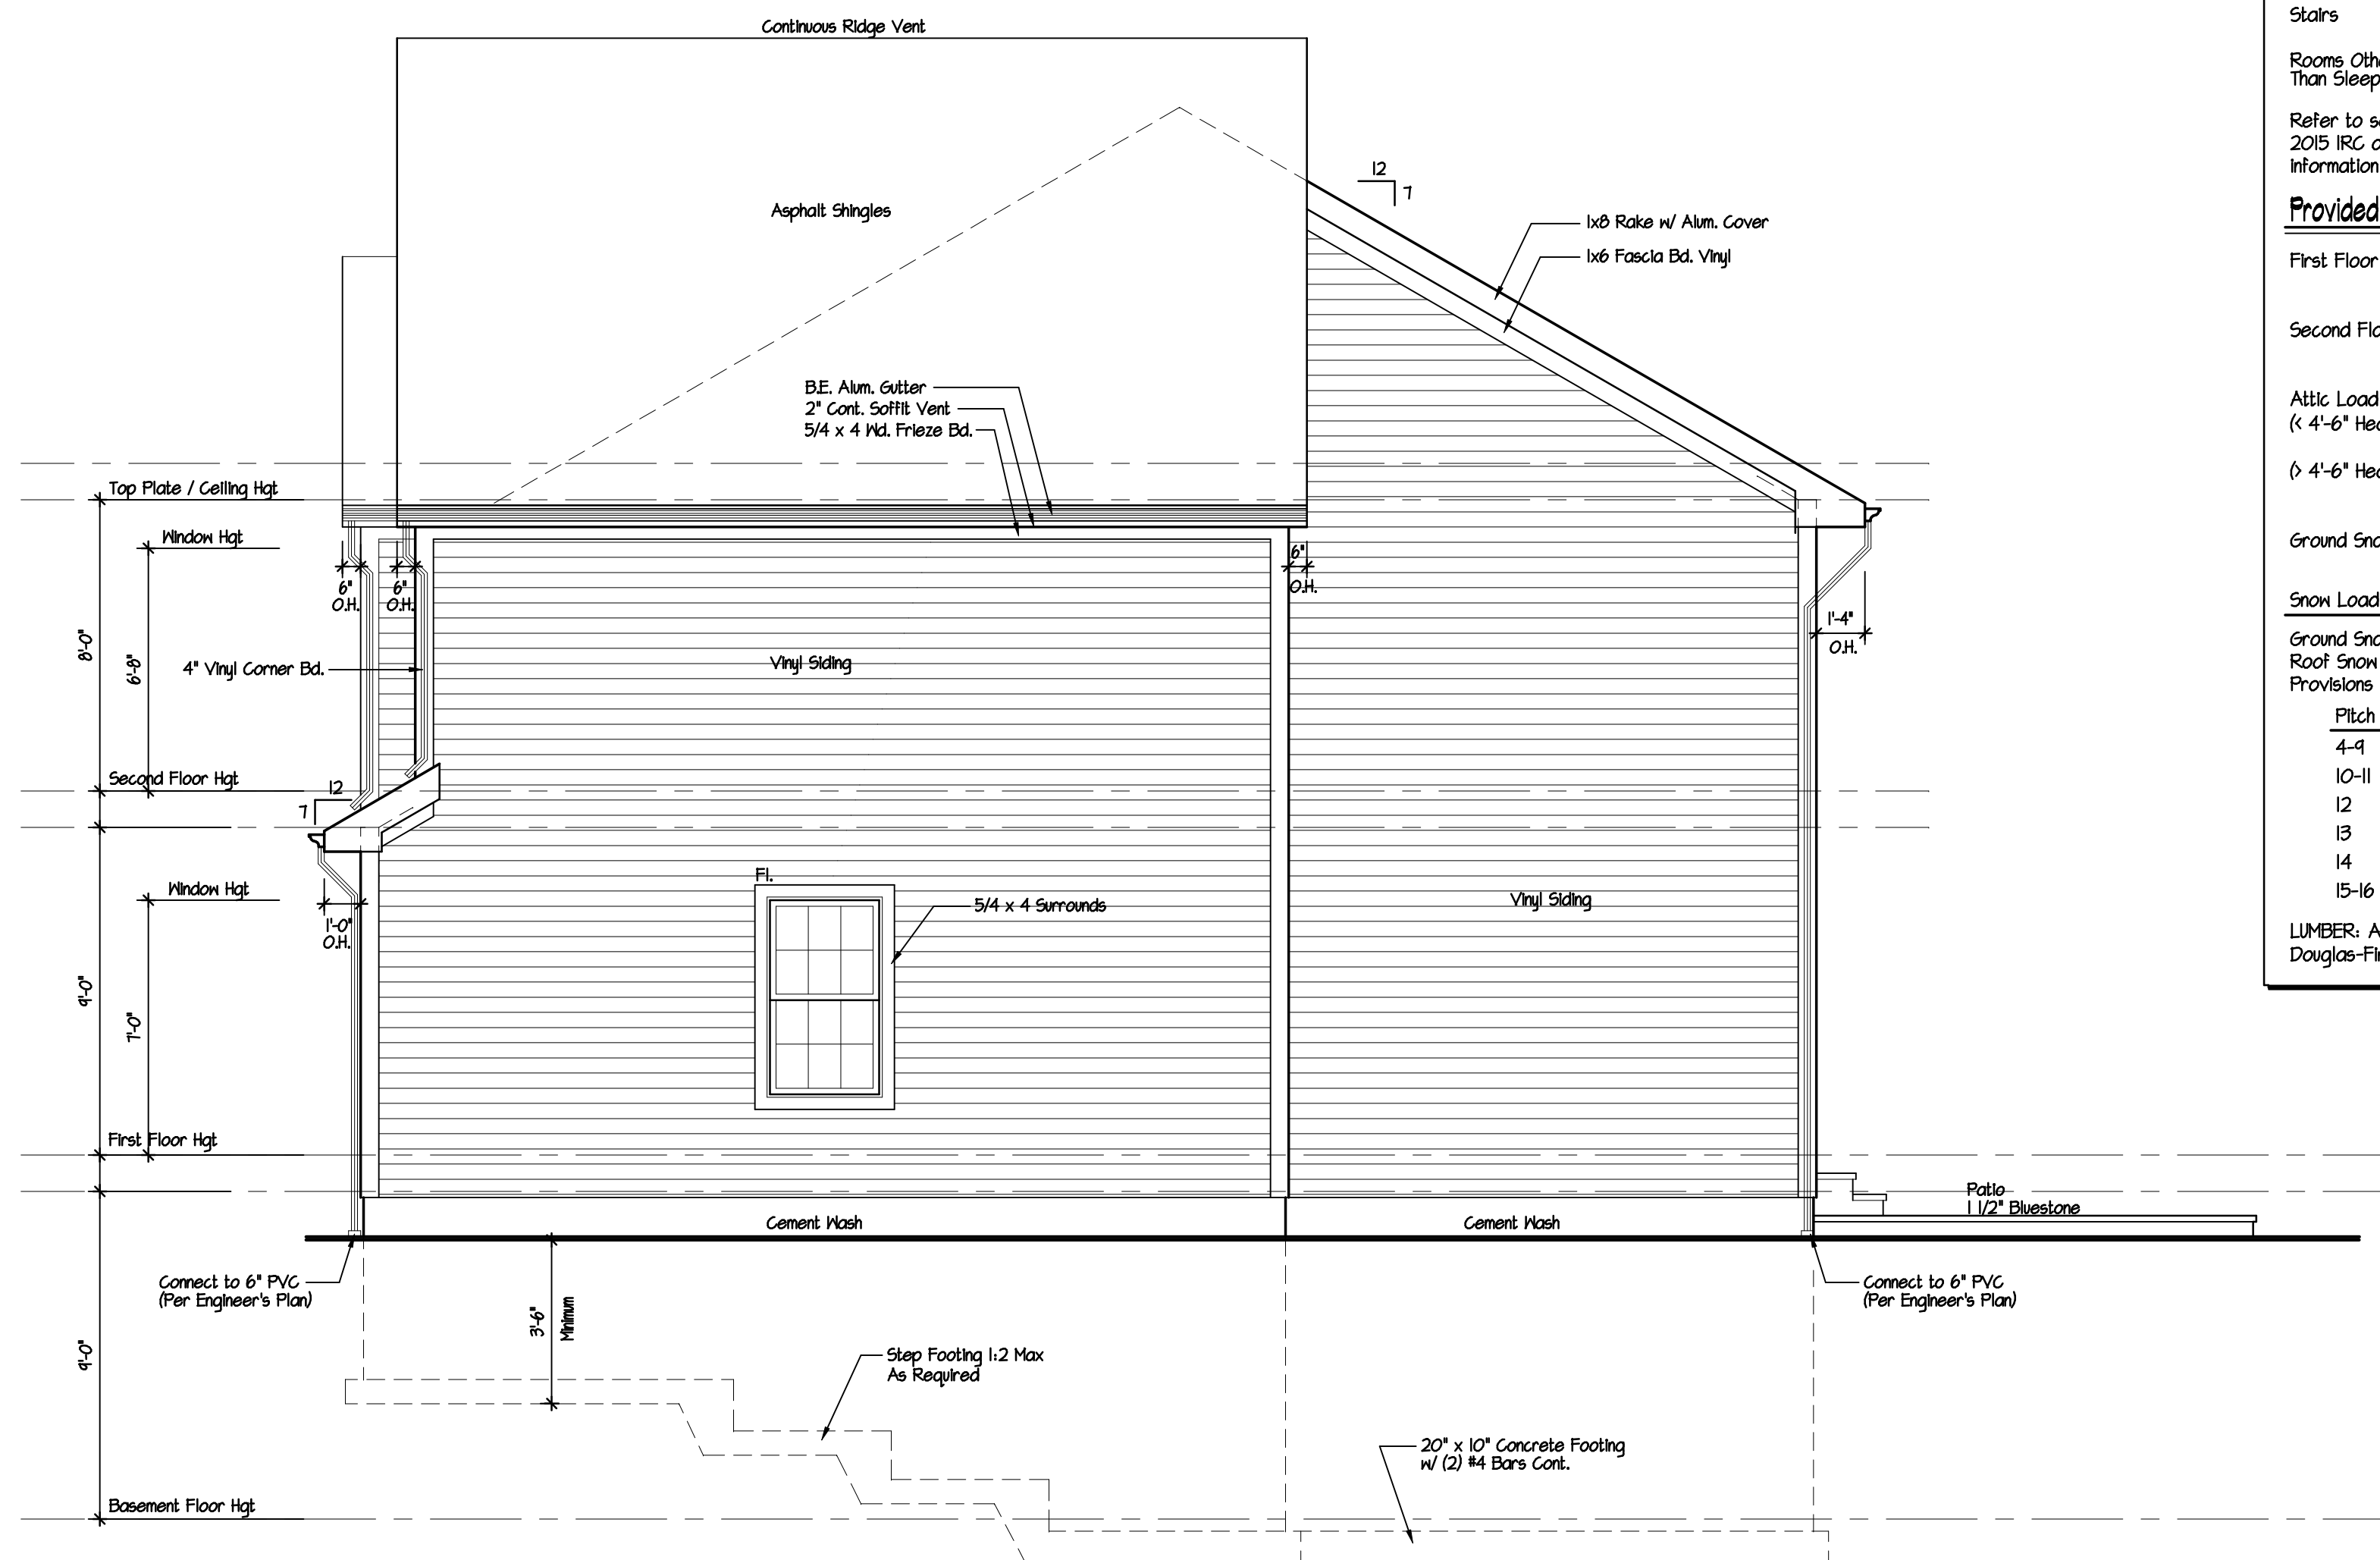 Continuous Ridge Vent
Asphalt Shingles
12
7
1x8 Rake w/ Alum. Cover
1x6 Fascia Bd. Vinyl
B.E. Alum. Gutter
2" Cont. Soffit Vent
5/4 x 4 Wd. Frieze Bd.
Top Plate / Ceiling Hgt
Window Hgt
6"
O.H.
6"
O.H.
6"
O.H.
1'-4"
O.H.
8'-0"
6'-8"
4" Vinyl Corner Bd.
Vinyl Siding
Second Floor Hgt
12
7
Window Hgt
1'-0"
O.H.
Fl.
5/4 x 4 Surrounds
Vinyl Siding
9'-0"
7'-0"
First Floor Hgt
Cement Wash
Cement Wash
Patio
1 1/2" Bluestone
Connect to 6" PVC
(Per Engineer's Plan)
3'-6"
Minimum
Connect to 6" PVC
(Per Engineer's Plan)
9'-0"
Step Footing 1:2 Max
As Required
20" x 10" Concrete Footing
w/ (2) #4 Bars Cont.
Basement Floor Hgt
Stairs
Rooms Oth
Than Sleep
Refer to s
2015 IRC
information
Provided
First Floor
Second Flo
Attic Load
(< 4'-6" Hea
(> 4'-6" Hea
Ground Sno
Snow Load
Ground Sno
Roof Snow
Provisions
Pitch
4-9
10-11
12
13
14
15-16
LUMBER: A
Douglas-Fir